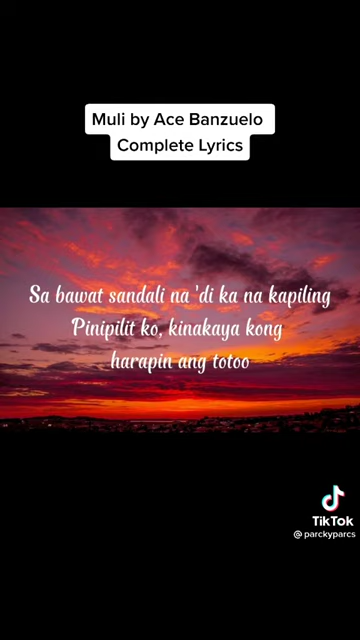 Muli by Ace Banzuelo
Complete Lyrics
Sa bawat sandali na 'di ka na kapiling
Pinipilit ko, kinakaya kong
harapin ang totoo
TikTok
@parckyparcs